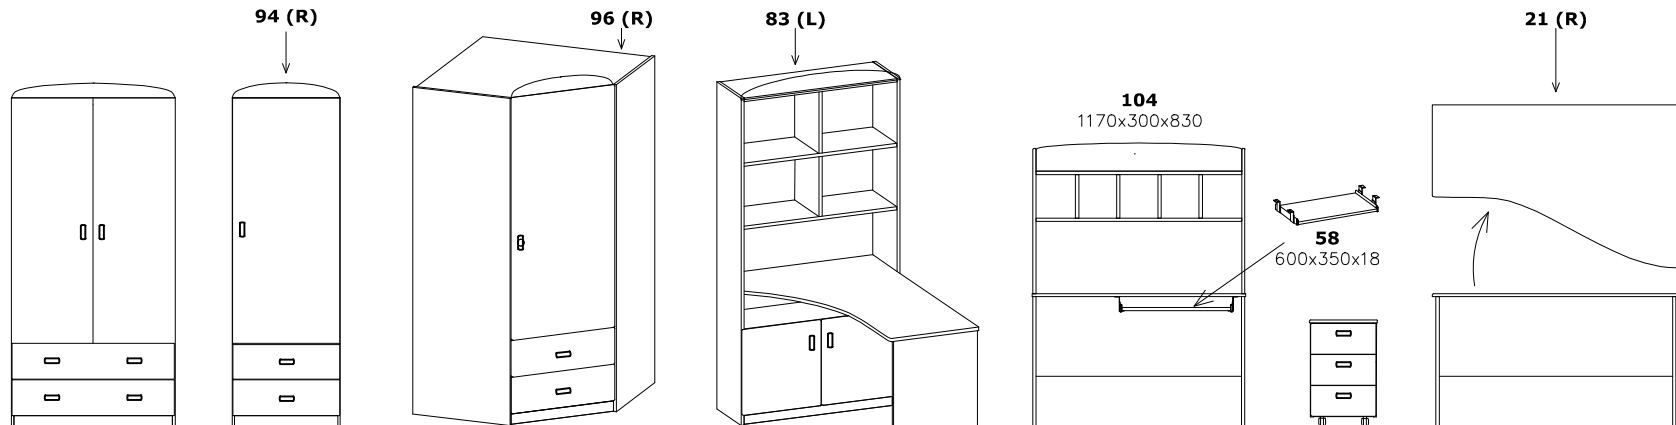 94 (R)
96 (R)
83 (L)
21 (R)
104
1170x300x830
58
600x350x18